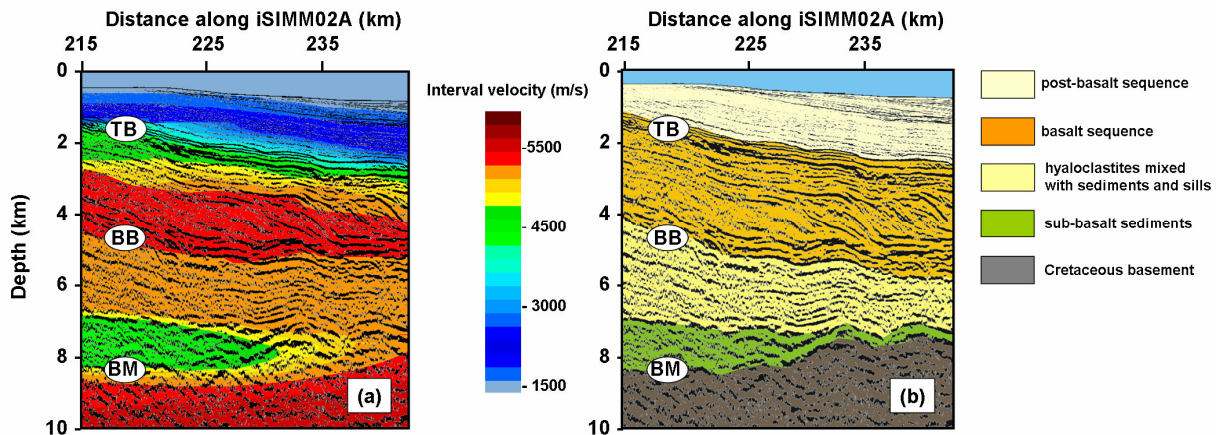 Distance along iSIMM02A (km)
215 225 235
Depth (km)
0
2
4
6
8
10
TB
BB
BM
(a)
Interval velocity (m/s)
5500
4500
3000
1500
Distance along iSIMM02A (km)
215 225 235
0
2
4
6
8
10
TB
BB
BM
(b)
post-basalt sequence
basalt sequence
hyaloclastites mixed
with sediments and sills
sub-basalt sediments
Cretaceous basement